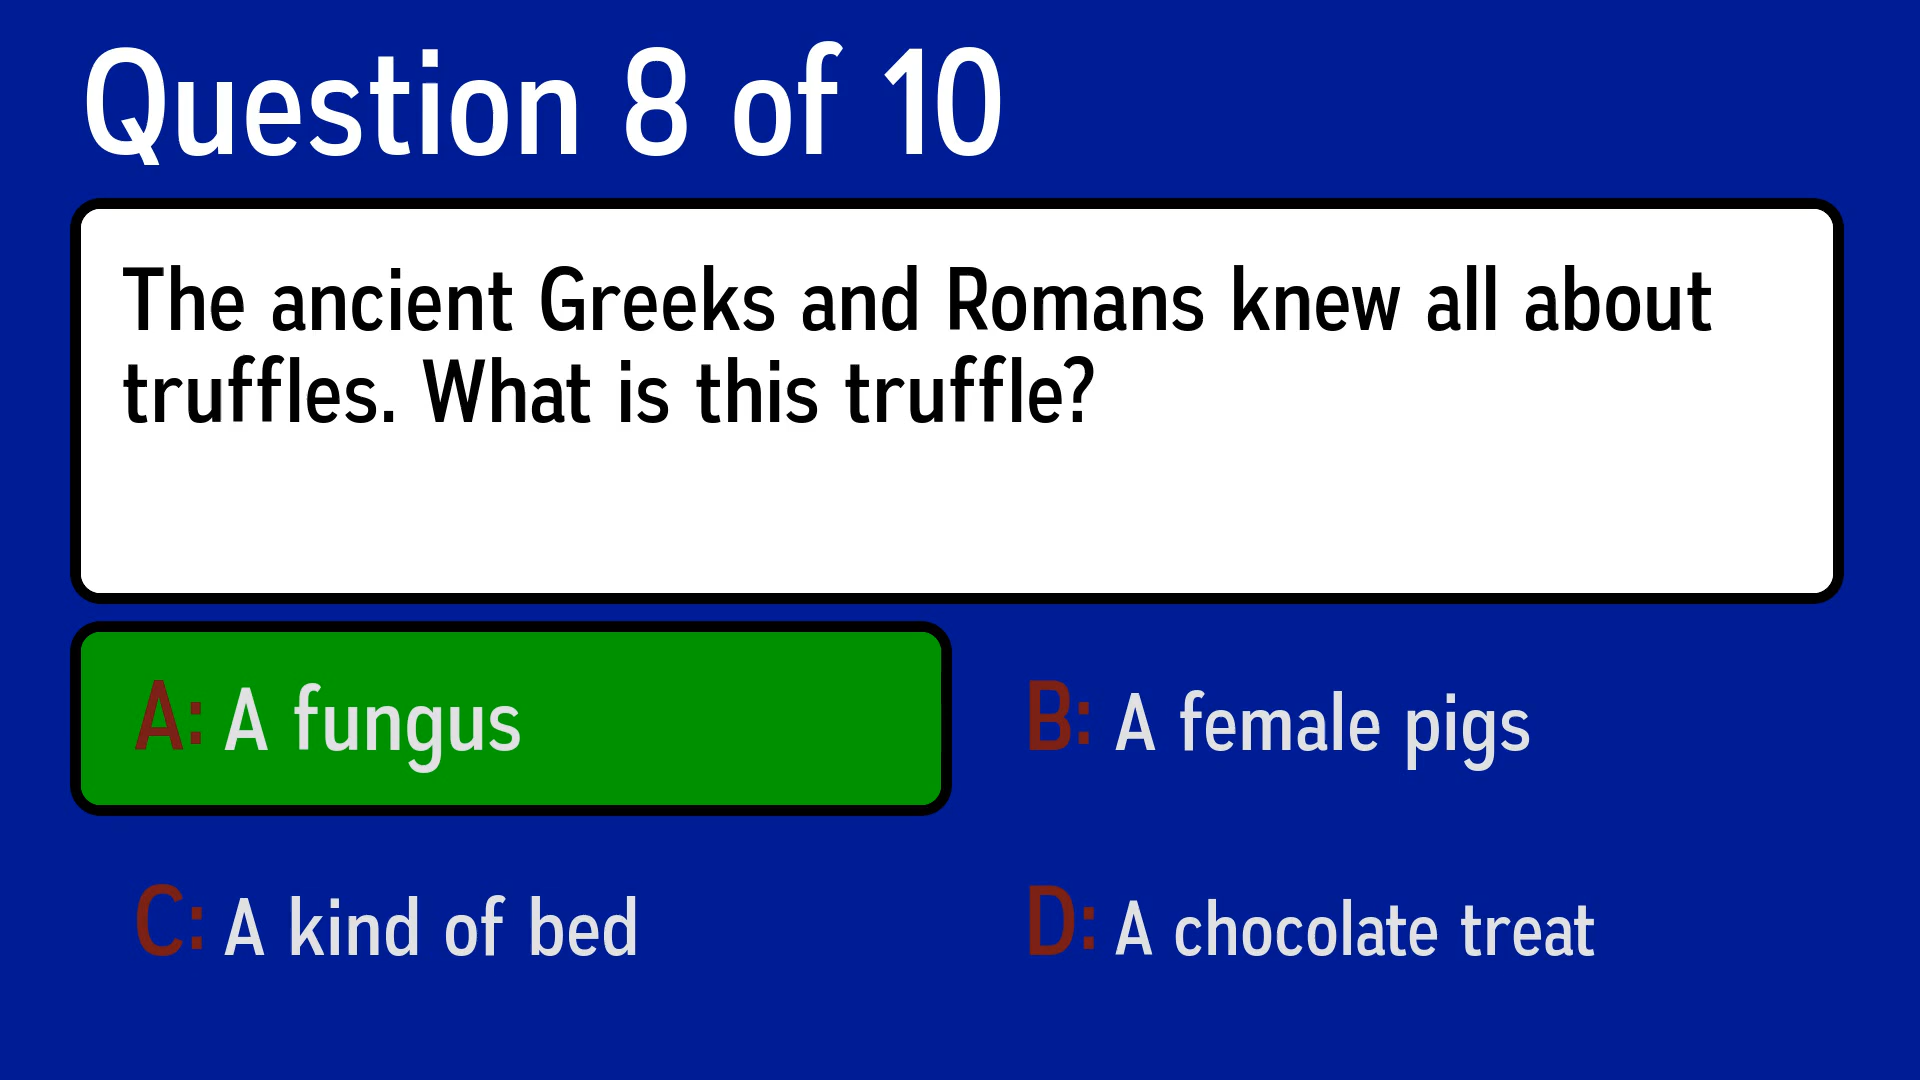 Question 8 of 10
The ancient Greeks and Romans knew all about
truffles. What is this truffle?
A: A fungus
B: A female pigs
C: A kind of bed
D: A chocolate treat